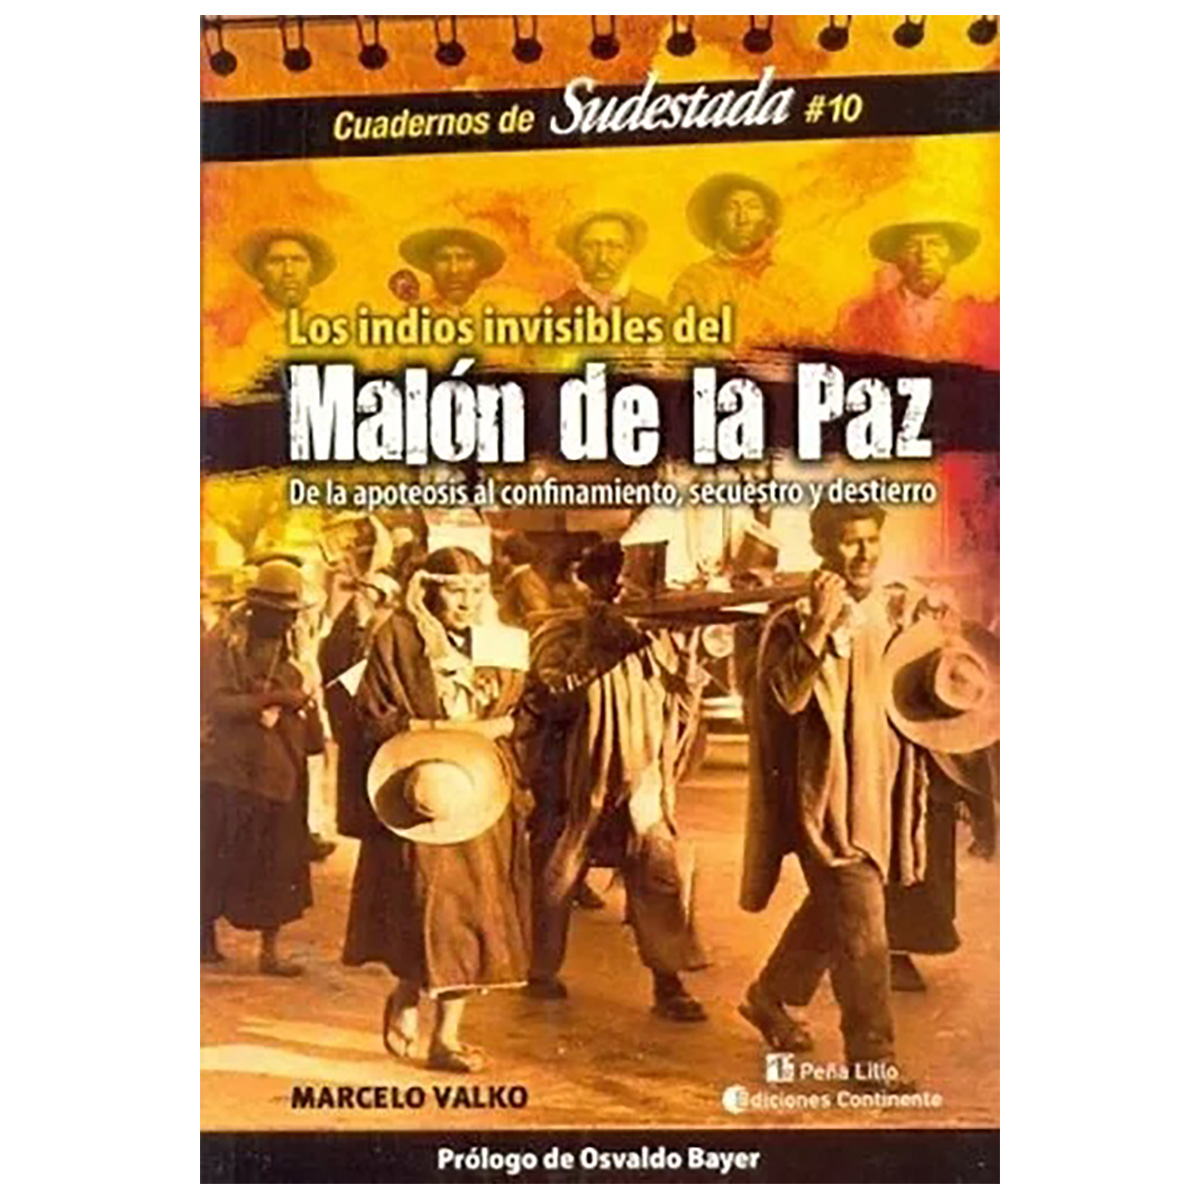 Cuadernos de Sudestada #10
Los indios invisibles del
Malón de la Paz
De la apoteosis al confinamiento, secuestro y destierro
MARCELO VALKO
Peña Lillo
Ediciones Continente
Prólogo de Osvaldo Bayer